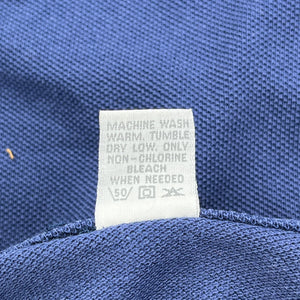 MACHINE WASH
WARM. TUMBLE
DRY LOW. ONLY
NON-CHLORINE
BLEACH
WHEN NEEDED
50